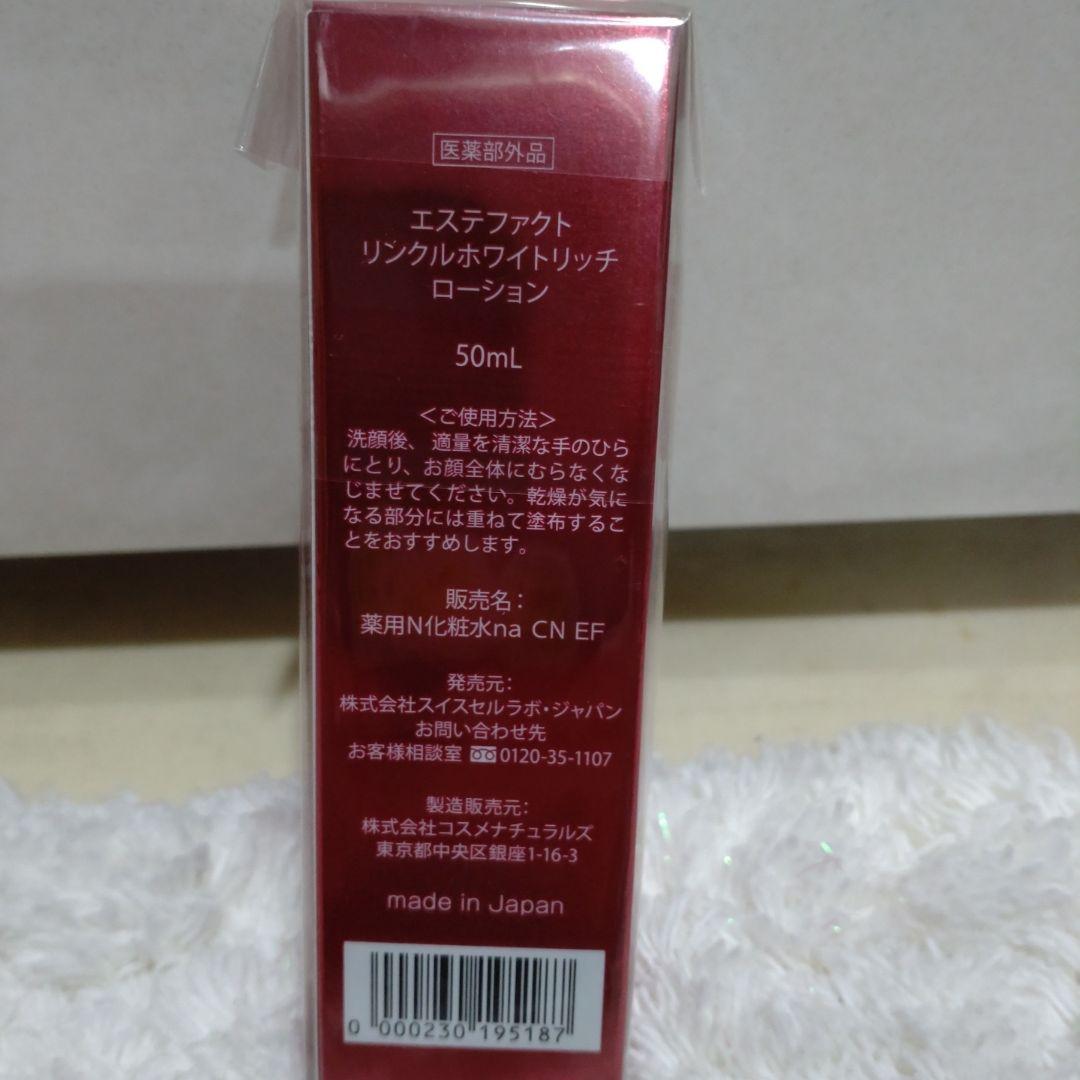 医薬部外品
エステファクト
リンクルホワイトリッチ
ローション
50mL
＜ご使用方法＞
洗顔後、適量を清潔な手のひら
にとり、お顔全体にむらなくな
じませてください。乾燥が気に
なる部分には重ねて塗布するこ
とをおすすめします。
販売名：
薬用N化粧水na CN EF
発売元：
株式会社スイスセルラボ・ジャパン
お問い合わせ先
お客様相談室 0120-35-1107
製造販売元：
株式会社コスメナチュラルズ
東京都中央区銀座1-16-3
made in Japan
0 000230 195187